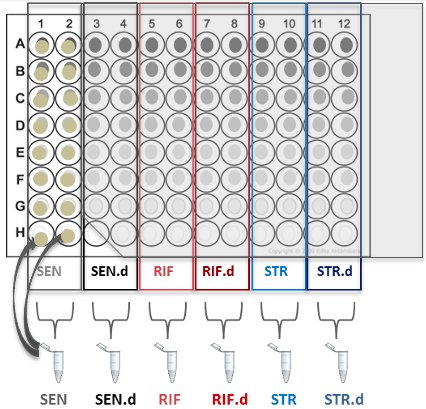 1 2 3 4 5 6 7 8 9 10 11 12
A
B
C
D
E
F
G
H
SEN SEN.d RIF RIF.d STR STR.d
SEN SEN.d RIF RIF.d STR STR.d